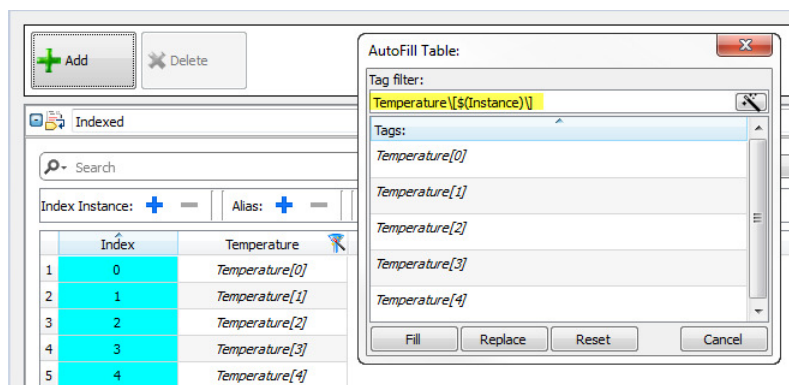 Add
Delete
AutoFill Table:
Tag filter:
Temperature\[$(Instance)\]
Tags:
Temperature[0]
Temperature[1]
Temperature[2]
Temperature[3]
Temperature[4]
Fill
Replace
Reset
Cancel
Indexed
Search
Index Instance:
Alias:
Index Temperature
1 0 Temperature[0]
2 1 Temperature[1]
3 2 Temperature[2]
4 3 Temperature[3]
5 4 Temperature[4]